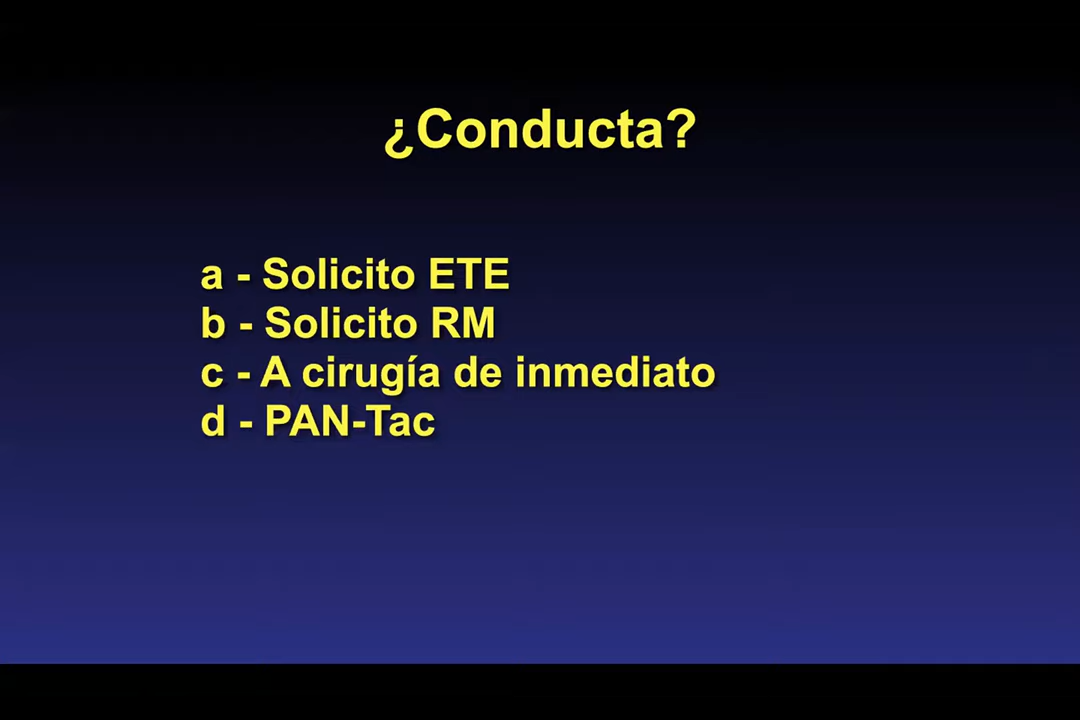 ¿Conducta?
a - Solicito ETE
b - Solicito RM
c - A cirugía de inmediato
d - PAN-Tac